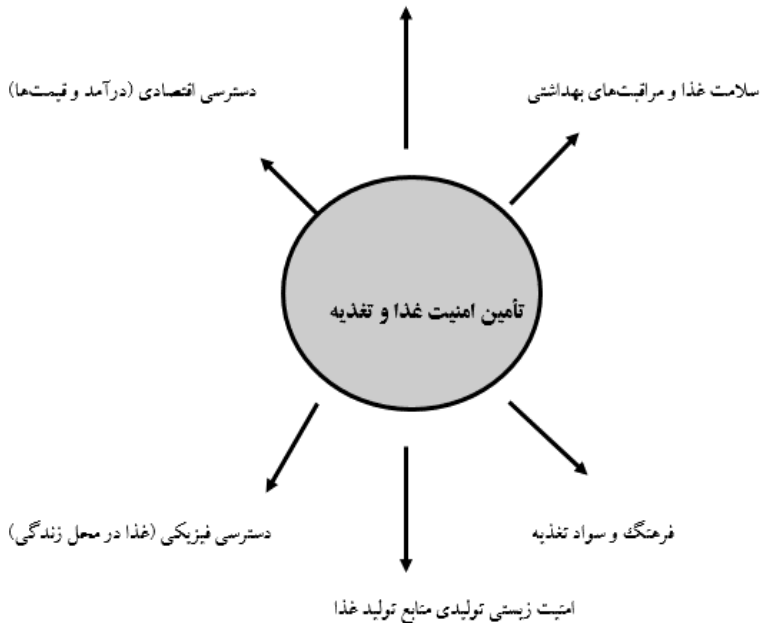 سلامت غذا و مراقبت‌های بهداشتی
دسترسی اقتصادی (درآمد و قیمت‌ها)
تأمین امنیت غذا و تغذیه
فرهنگ و سواد تغذیه
دسترسی فیزیکی (غذا در محل زندگی)
امنیت زیستی تولیدی منابع تولید غذا